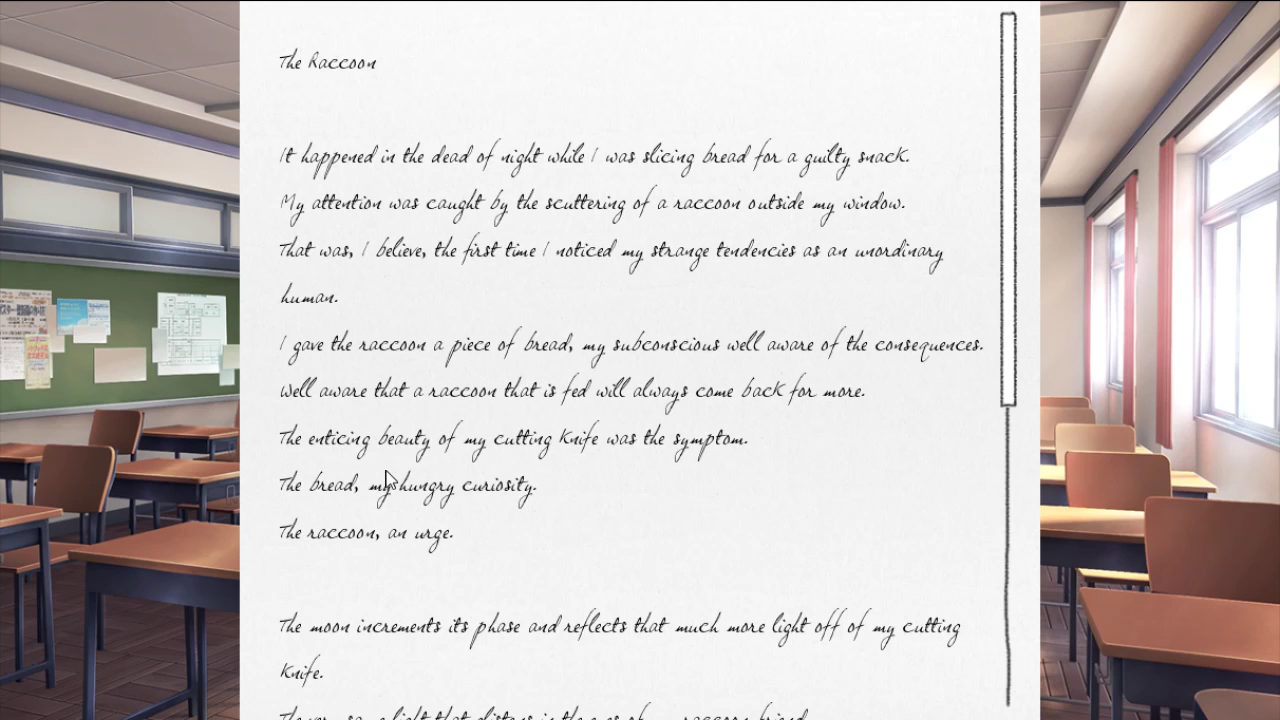 The Raccoon
It happened in the dead of night while I was slicing bread for a guilty snack.
My attention was caught by the scuttering of a raccoon outside my window.
That was, I believe, the first time I noticed my strange tendencies as an unordinary
human.
I gave the raccoon a piece of bread, my subconscious well aware of the consequences.
Well aware that a raccoon that is fed will always come back for more.
The enticing beauty of my cutting knife was the symptom.
The bread, my hungry curiosity.
The raccoon, an urge.
The moon increments its phase and reflects that much more light off of my cutting
knife.